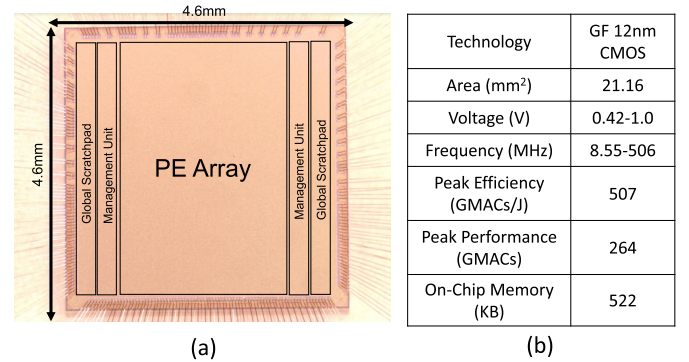 4.6mm
4.6mm
Global Scratchpad
Management Unit
PE Array
Management Unit
Global Scratchpad
(a)
Technology
GF 12nm
CMOS
Area (mm²)
21.16
Voltage (V)
0.42-1.0
Frequency (MHz)
8.55-506
Peak Efficiency
(GMACs/J)
507
Peak Performance
(GMACs)
264
On-Chip Memory
(KB)
522
(b)